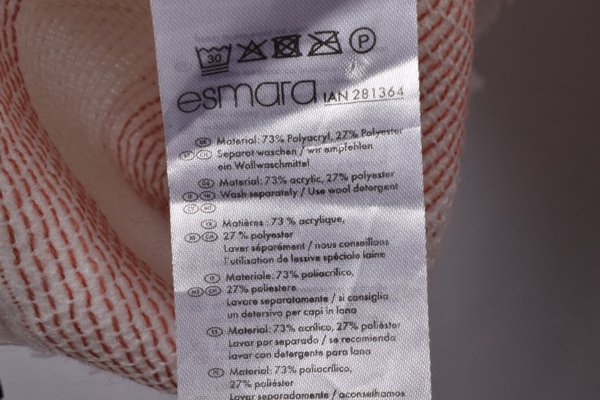 30 P
esmara IAN 281364
Material: 73% Polyacryl, 27% Polyester
Separat waschen / wir empfehlen
ein Wollwaschmittel
Material: 73% acrylic, 27% polyester
Wash separately / Use wool detergent
Matières : 73 % acrylique,
27 % polyester
Laver séparément / nous conseillons
l'utilisation de lessive spéciale laine
Materiale: 73% poliacrilico,
27% poliestere
Lavare separatamente / si consiglia
un detersivo per capi in lana
Material: 73% acrílico, 27% poliéster
Lavar por separado / se recomienda
lavar con detergente para lana
Material: 73% poliacrílico,
27% poliéster
Lavar separadamente / aconselhamos